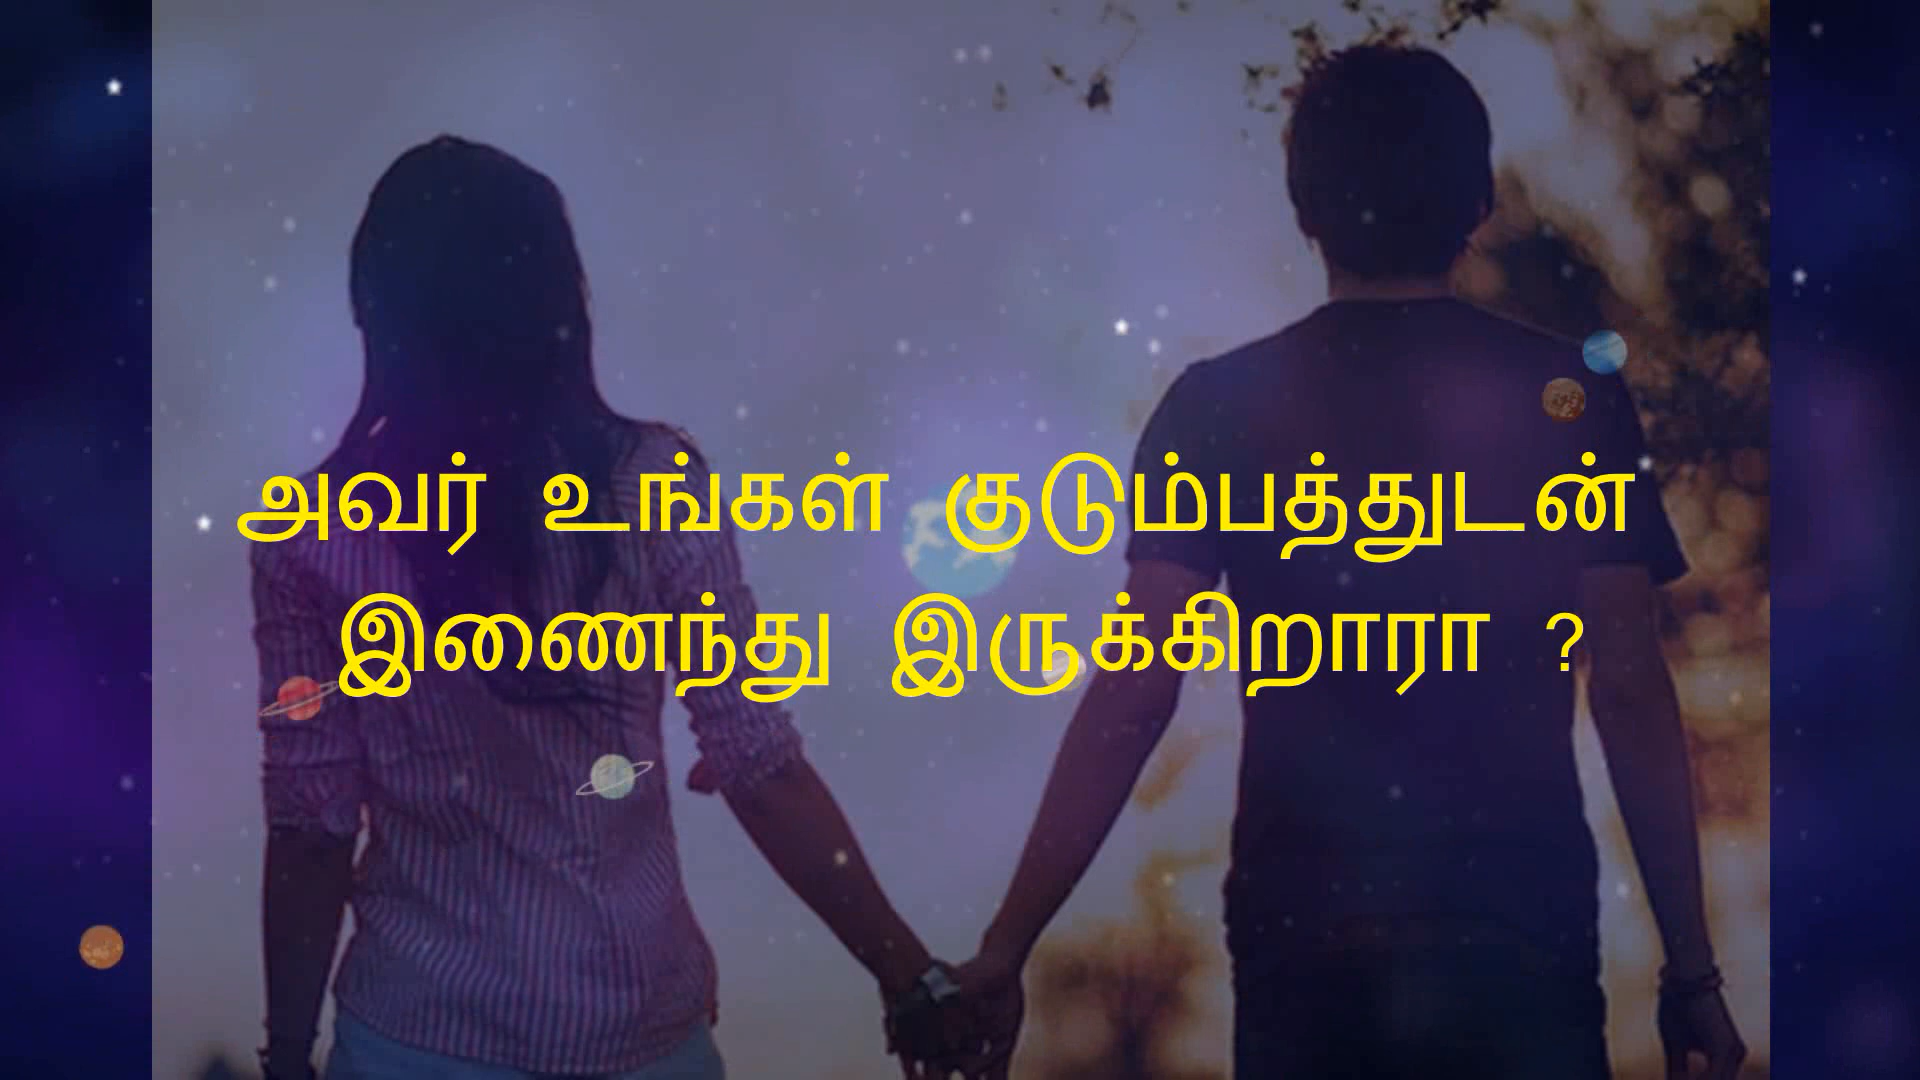 அவர் உங்கள் குடும்பத்துடன்
இணைந்து இருக்கிறாரா ?